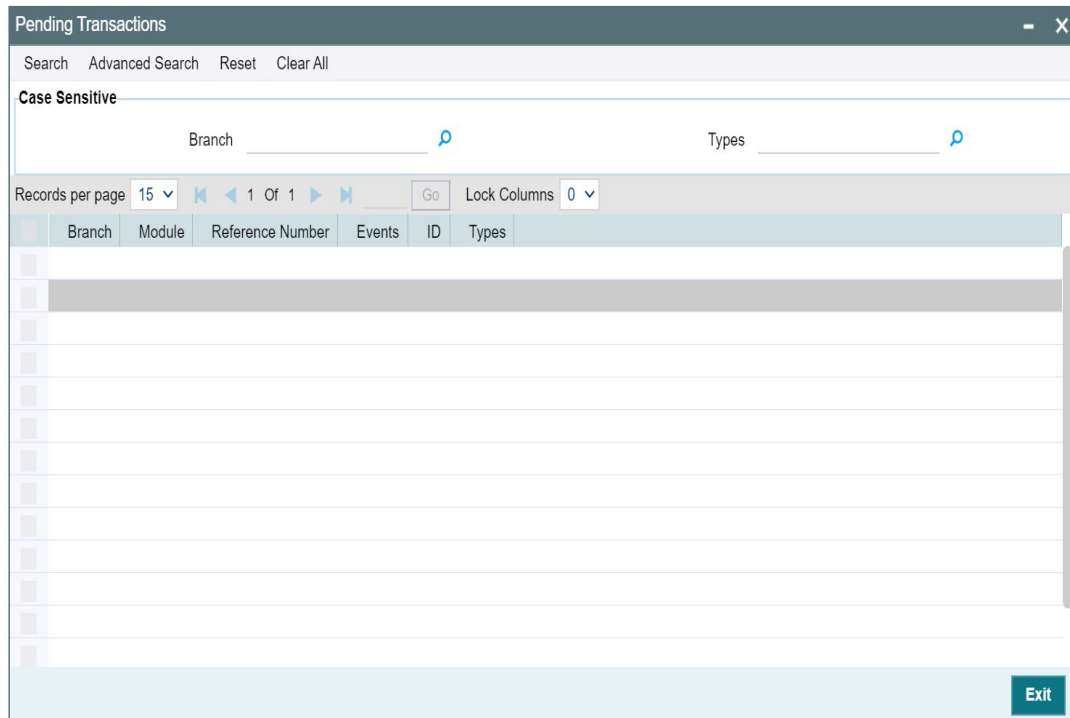 Pending Transactions
Search Advanced Search Reset Clear All
Case Sensitive
Branch Types
Records per page 15 1 Of 1 Go Lock Columns 0
Branch Module Reference Number Events ID Types
Exit